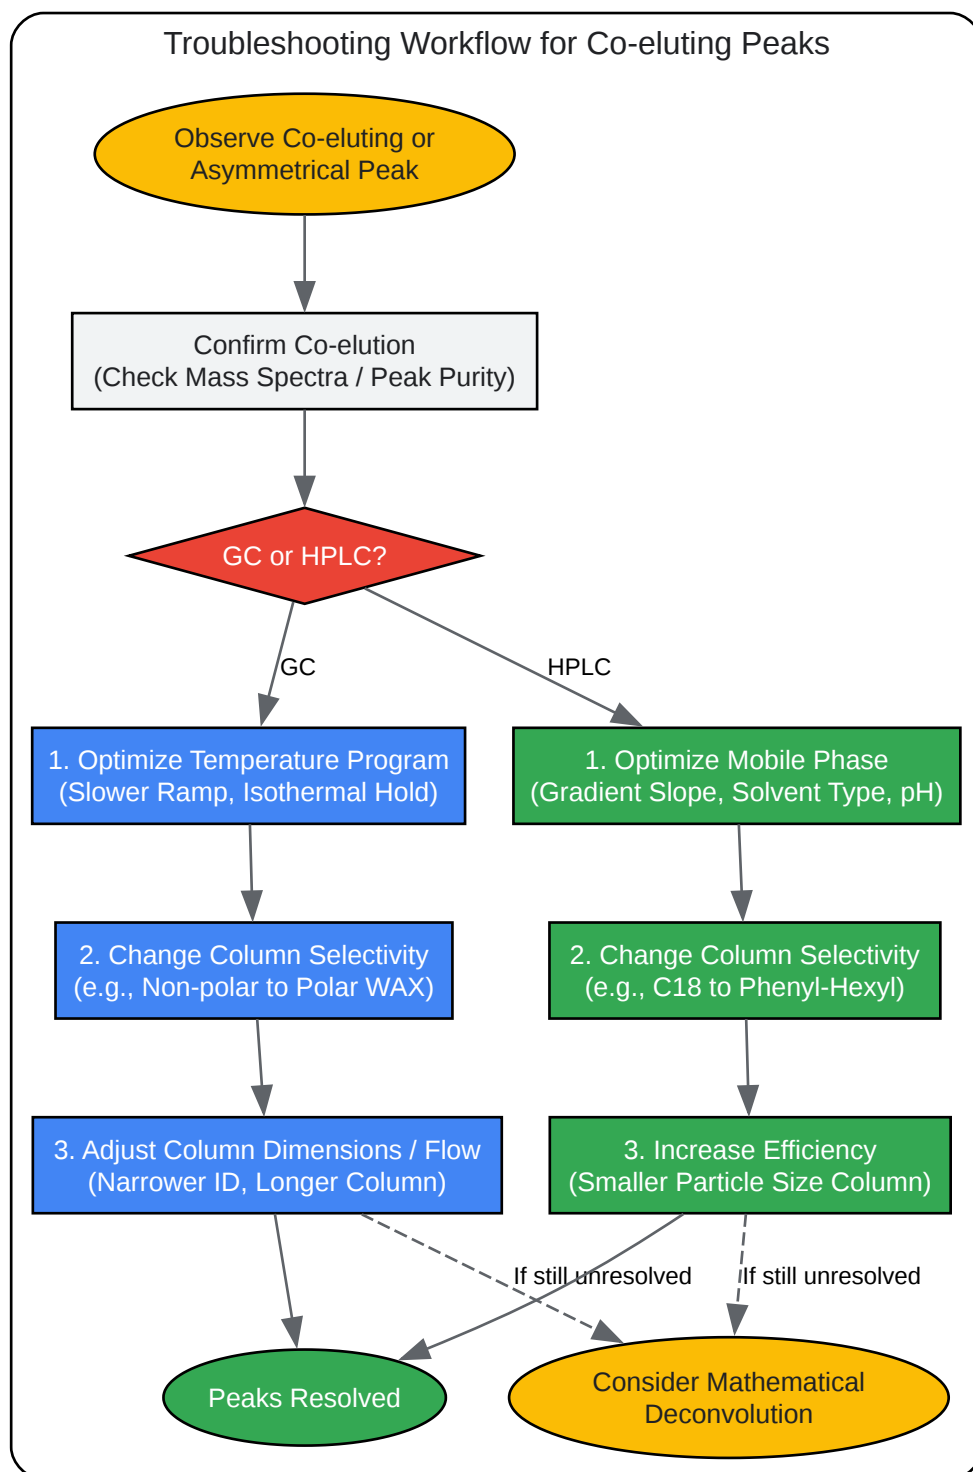 Troubleshooting Workflow for Co-eluting Peaks
Observe Co-eluting or
Asymmetrical Peak
Confirm Co-elution
(Check Mass Spectra / Peak Purity)
GC or HPLC?
GC
HPLC
1. Optimize Temperature Program
(Slower Ramp, Isothermal Hold)
1. Optimize Mobile Phase
(Gradient Slope, Solvent Type, pH)
2. Change Column Selectivity
(e.g., Non-polar to Polar WAX)
2. Change Column Selectivity
(e.g., C18 to Phenyl-Hexyl)
3. Adjust Column Dimensions / Flow
(Narrower ID, Longer Column)
3. Increase Efficiency
(Smaller Particle Size Column)
If still unresolved
If still unresolved
Peaks Resolved
Consider Mathematical
Deconvolution